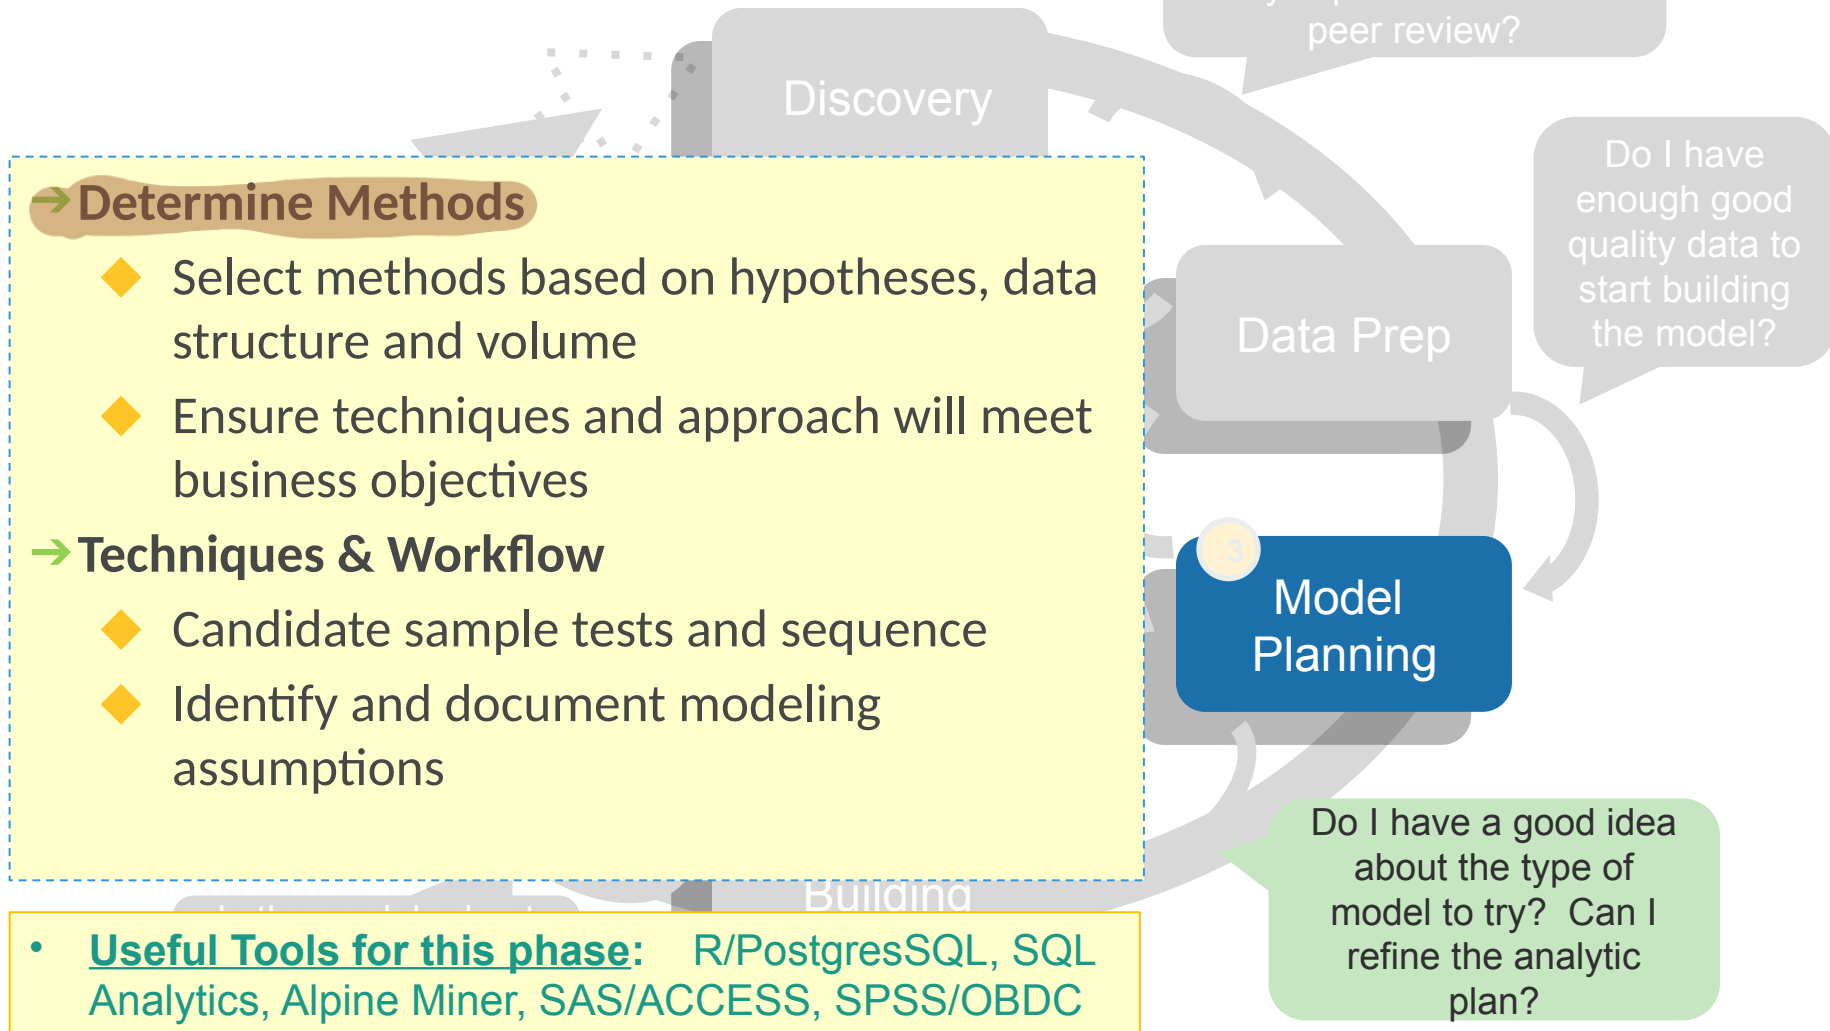 peer review?
Discovery
Do I have
enough good
quality data to
start building
the model?
Data Prep
➔Determine Methods
Select methods based on hypotheses, data
structure and volume
Ensure techniques and approach will meet
business objectives
➔Techniques & Workflow
Candidate sample tests and sequence
Identify and document modeling
assumptions
3
Model
Planning
Do I have a good idea
about the type of
model to try? Can I
refine the analytic
plan?
Building
• Useful Tools for this phase: R/PostgresSQL, SQL
Analytics, Alpine Miner, SAS/ACCESS, SPSS/OBDC